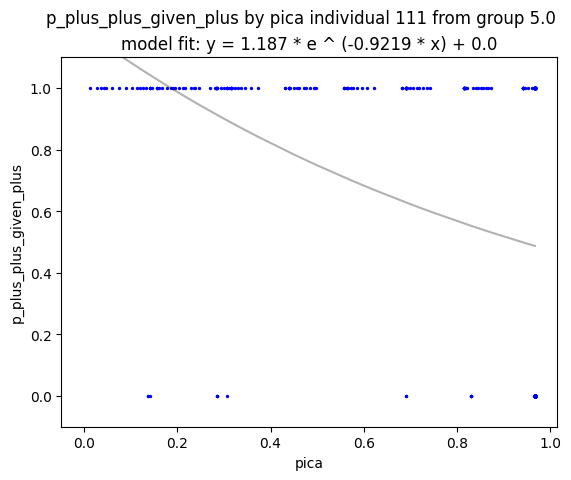 p_plus_plus_given_plus by pica individual 111 from group 5.0
model fit: y = 1.187 * e ^ (-0.9219 * x) + 0.0
p_plus_plus_given_plus
1.0
0.8
0.6
0.4
0.2
0.0
0.0 0.2 0.4 0.6 0.8 1.0
pica